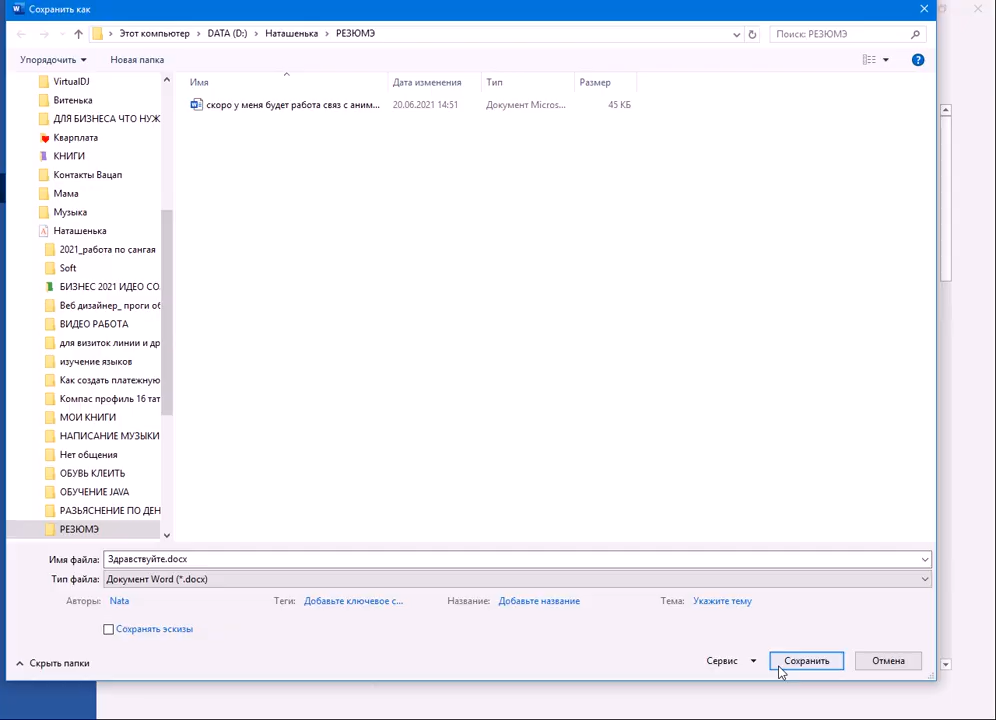 Сохранить как
Этот компьютер > DATA (D:) > Наташенька > РЕЗЮМЭ
Поиск: РЕЗЮМЭ
Упорядочить
Новая папка
Имя
Дата изменения
Тип
Размер
скоро у меня будет работа связ с аним...
20.06.2021 14:51
Документ Micros...
45 КБ
VirtualDJ
Витенька
ДЛЯ БИЗНЕСА ЧТО НУЖ
Кварплата
КНИГИ
Контакты Вацап
Мама
Музыка
Наташенька
2021_работа по сангая
Soft
БИЗНЕС 2021 ИДЕО СО
Веб дизайнер_ проги об
ВИДЕО РАБОТА
для визиток линии и др
изучение языков
Как создать платежную
Компас профиль 16 тат
МОИ КНИГИ
НАПИСАНИЕ МУЗЫКИ
Нет общения
ОБУВЬ КЛЕИТЬ
ОБУЧЕНИЕ JAVA
РАЗЬЯСНЕНИЕ ПО ДЕН
РЕЗЮМЭ
Имя файла: Здравствуйте.docx
Тип файла: Документ Word (*.docx)
Авторы: Nata
Теги: Добавьте ключевое с...
Название: Добавьте название
Тема: Укажите тему
Сохранять эскизы
Скрыть папки
Сервис
Сохранить
Отмена